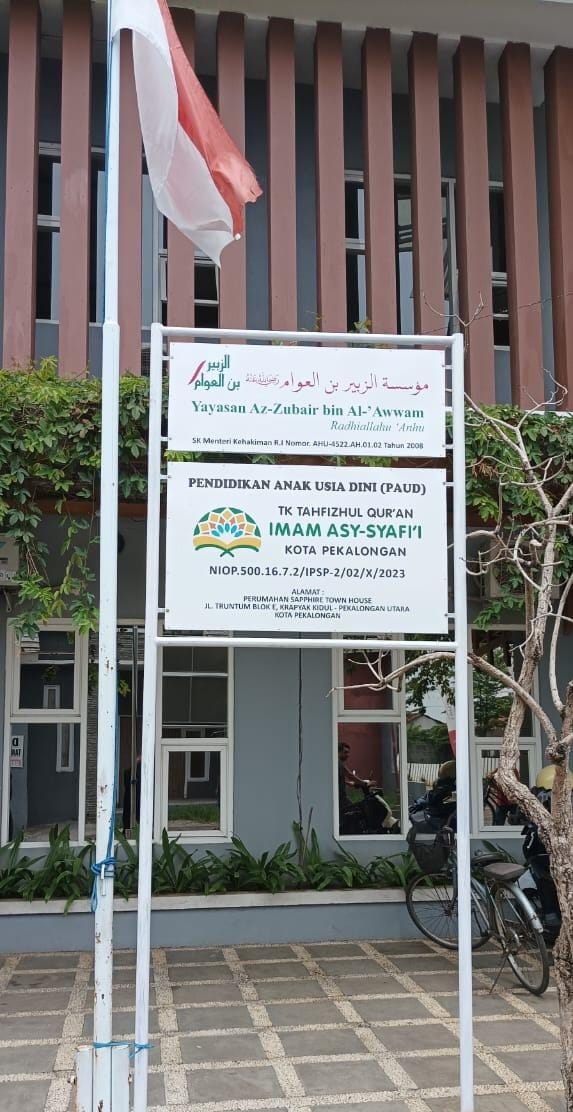 الزبير
بن العوام
مؤسسة الزبير بن العوام رضي الله عنه
Yayasan Az-Zubair bin Al-'Awwam
Radhiallahu 'Anhu
SK Menteri Kehakiman R.I Nomor. AHU-4522.AH.01.02 Tahun 2008
PENDIDIKAN ANAK USIA DINI (PAUD)
TK TAHFIZHUL QUR'AN
IMAM ASY-SYAFI'I
KOTA PEKALONGAN
NIOP.500.16.7.2/IPSP-2/02/X/2023
ALAMAT :
PERUMAHAN SAPPHIRE TOWN HOUSE
JL. TRUNTUM BLOK E, KRAPYAK KIDUL - PEKALONGAN UTARA
KOTA PEKALONGAN